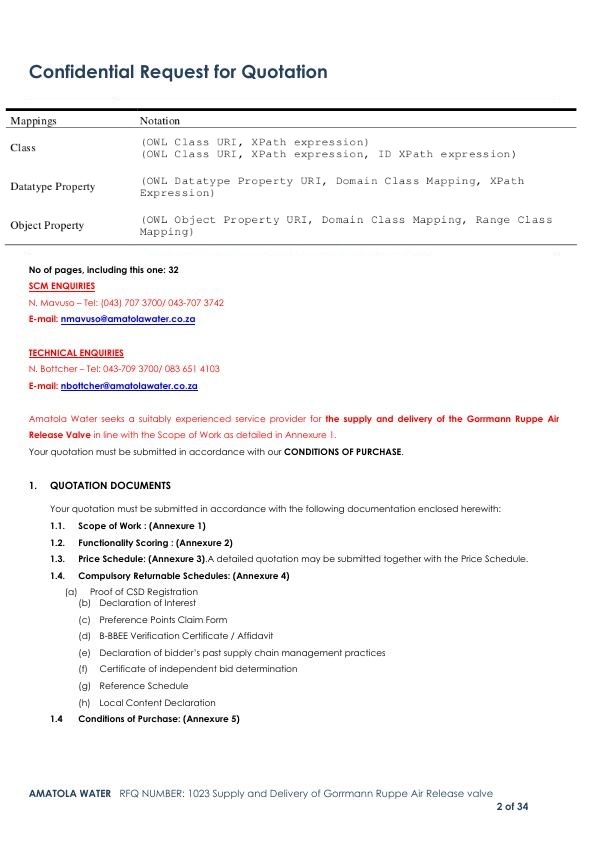 Confidential Request for Quotation
Mappings Notation
Class (OWL Class URI, XPath expression)
(OWL Class URI, XPath expression, ID XPath expression)
Datatype Property (OWL Datatype Property URI, Domain Class Mapping, XPath
Expression)
Object Property (OWL Object Property URI, Domain Class Mapping, Range Class
Mapping)
No of pages, including this one: 32
SCM ENQUIRIES
N. Mavuso – Tel: (043) 707 3700/ 043-707 3742
E-mail: nmavuso@amatolawater.co.za
TECHNICAL ENQUIRIES
N. Bottcher – Tel: 043-709 3700/ 083 651 4103
E-mail: nbottcher@amatolawater.co.za
Amatola Water seeks a suitably experienced service provider for the supply and delivery of the Gorrmann Ruppe Air
Release Valve in line with the Scope of Work as detailed in Annexure 1.
Your quotation must be submitted in accordance with our CONDITIONS OF PURCHASE.
1. QUOTATION DOCUMENTS
Your quotation must be submitted in accordance with the following documentation enclosed herewith:
1.1. Scope of Work : (Annexure 1)
1.2. Functionality Scoring : (Annexure 2)
1.3. Price Schedule: (Annexure 3).A detailed quotation may be submitted together with the Price Schedule.
1.4. Compulsory Returnable Schedules: (Annexure 4)
(a) Proof of CSD Registration
(b) Declaration of Interest
(c) Preference Points Claim Form
(d) B-BBEE Verification Certificate / Affidavit
(e) Declaration of bidder's past supply chain management practices
(f) Certificate of independent bid determination
(g) Reference Schedule
(h) Local Content Declaration
1.4 Conditions of Purchase: (Annexure 5)
AMATOLA WATER RFQ NUMBER: 1023 Supply and Delivery of Gorrmann Ruppe Air Release valve
2 of 34